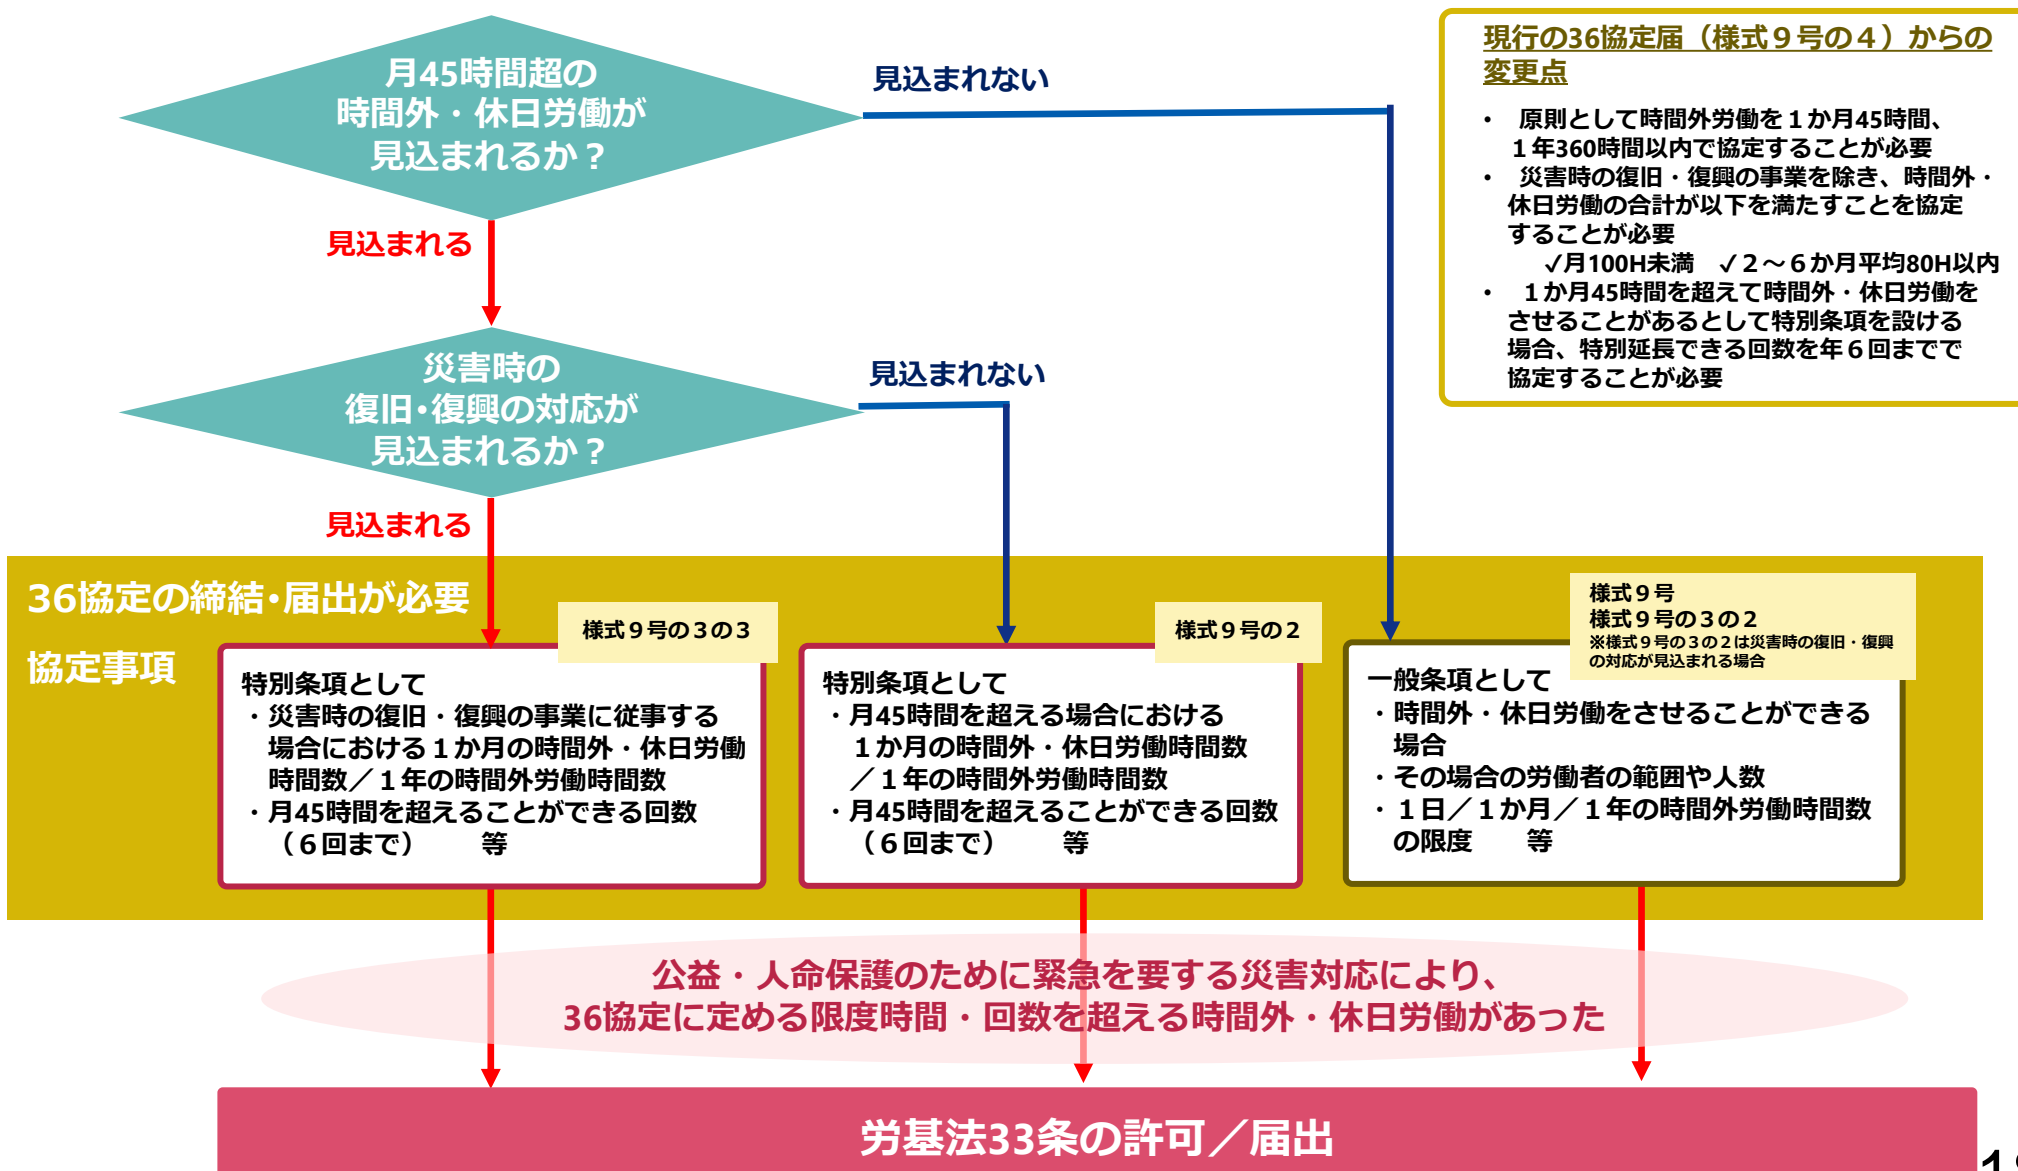 月45時間超の
時間外・休日労働が
見込まれるか？
見込まれない
見込まれる
災害時の
復旧･復興の対応が
見込まれるか？
見込まれない
見込まれる
現行の36協定届（様式９号の４）からの
変更点
・ 原則として時間外労働を１か月45時間、
１年360時間以内で協定することが必要
・ 災害時の復旧・復興の事業を除き、時間外・
休日労働の合計が以下を満たすことを協定
することが必要
✓月100H未満 ✓２～６か月平均80H以内
・ １か月45時間を超えて時間外・休日労働を
させることがあるとして特別条項を設ける
場合、特別延長できる回数を年６回までで
協定することが必要
36協定の締結･届出が必要
協定事項
様式９号の３の３
特別条項として
・災害時の復旧・復興の事業に従事する
場合における１か月の時間外・休日労働
時間数／１年の時間外労働時間数
・月45時間を超えることができる回数
（６回まで） 等
様式９号の２
特別条項として
・月45時間を超える場合における
１か月の時間外・休日労働時間数
／１年の時間外労働時間数
・月45時間を超えることができる回数
（６回まで） 等
様式９号
様式９号の３の２
※様式９号の３の２は災害時の復旧・復興
の対応が見込まれる場合
一般条項として
・時間外・休日労働をさせることができる
場合
・その場合の労働者の範囲や人数
・１日／１か月／１年の時間外労働時間数
の限度 等
公益・人命保護のために緊急を要する災害対応により、
36協定に定める限度時間・回数を超える時間外・休日労働があった
労基法33条の許可／届出